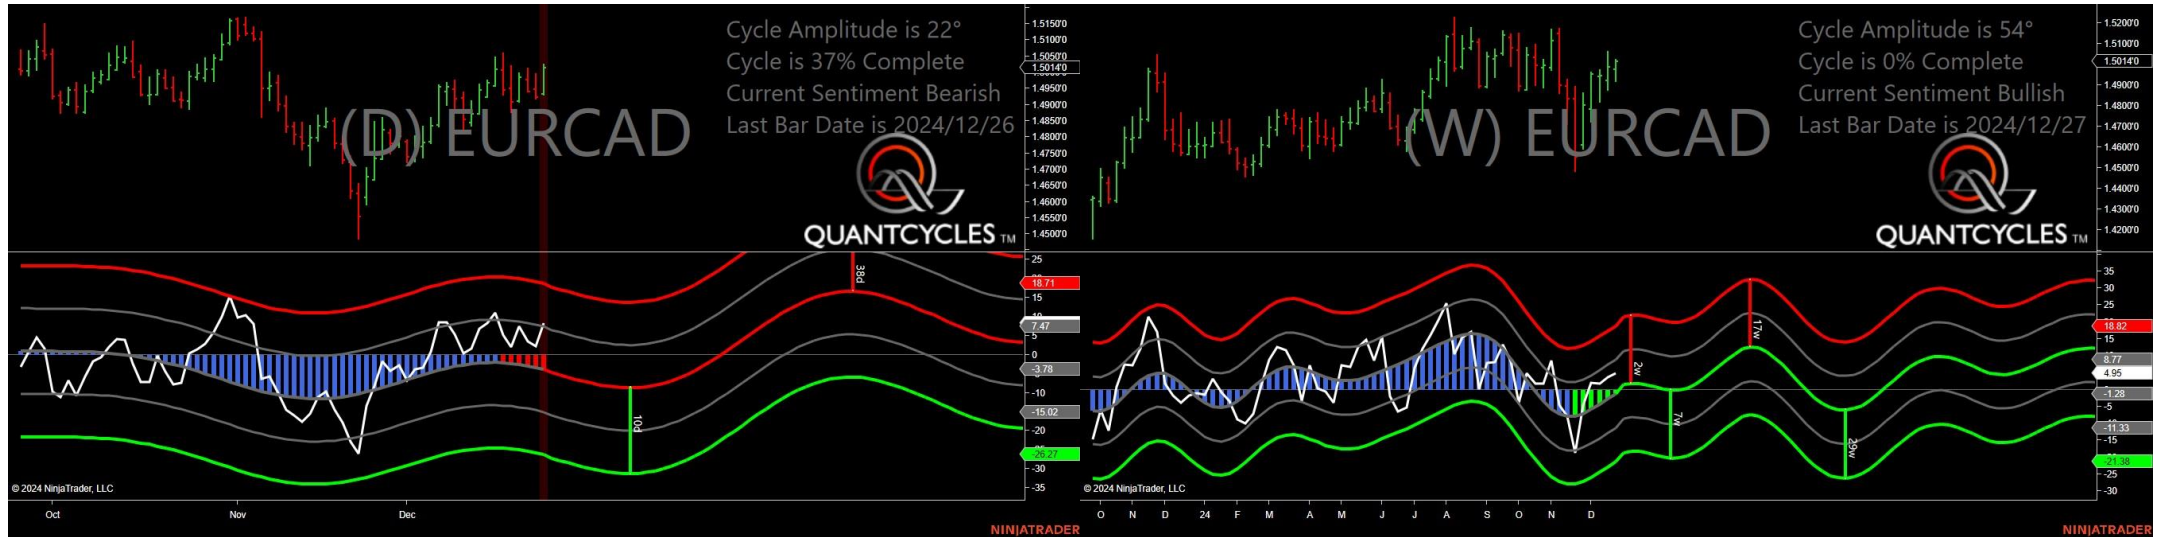 Cycle Amplitude is 22°
Cycle is 37% Complete
Current Sentiment Bearish
Last Bar Date is 2024/12/26
(D) EURCAD
QUANTCYCLES TM
1.5150'0
1.5100'0
1.5050'0
1.5014'0
1.4950'0
1.4900'0
1.4850'0
1.4800'0
1.4750'0
1.4700'0
1.4650'0
1.4600'0
1.4550'0
1.4500'0
25
18.71
15
7.47
5
0
-3.78
-10
-15.02
-20
-26.27
-30
-35
38d
10d
© 2024 NinjaTrader, LLC
Oct Nov Dec
NINJATRADER
Cycle Amplitude is 54°
Cycle is 0% Complete
Current Sentiment Bullish
Last Bar Date is 2024/12/27
(W) EURCAD
QUANTCYCLES TM
1.5200'0
1.5100'0
1.5014'0
1.4900'0
1.4800'0
1.4700'0
1.4600'0
1.4500'0
1.4400'0
1.4300'0
1.4200'0
35
30
25
18.82
15
8.77
4.95
-1.28
-5
-11.33
-15
-21.38
-25
-30
2w
7w
17w
29w
© 2024 NinjaTrader, LLC
O N D 24 F M A M J J A S O N D
NINJATRADER